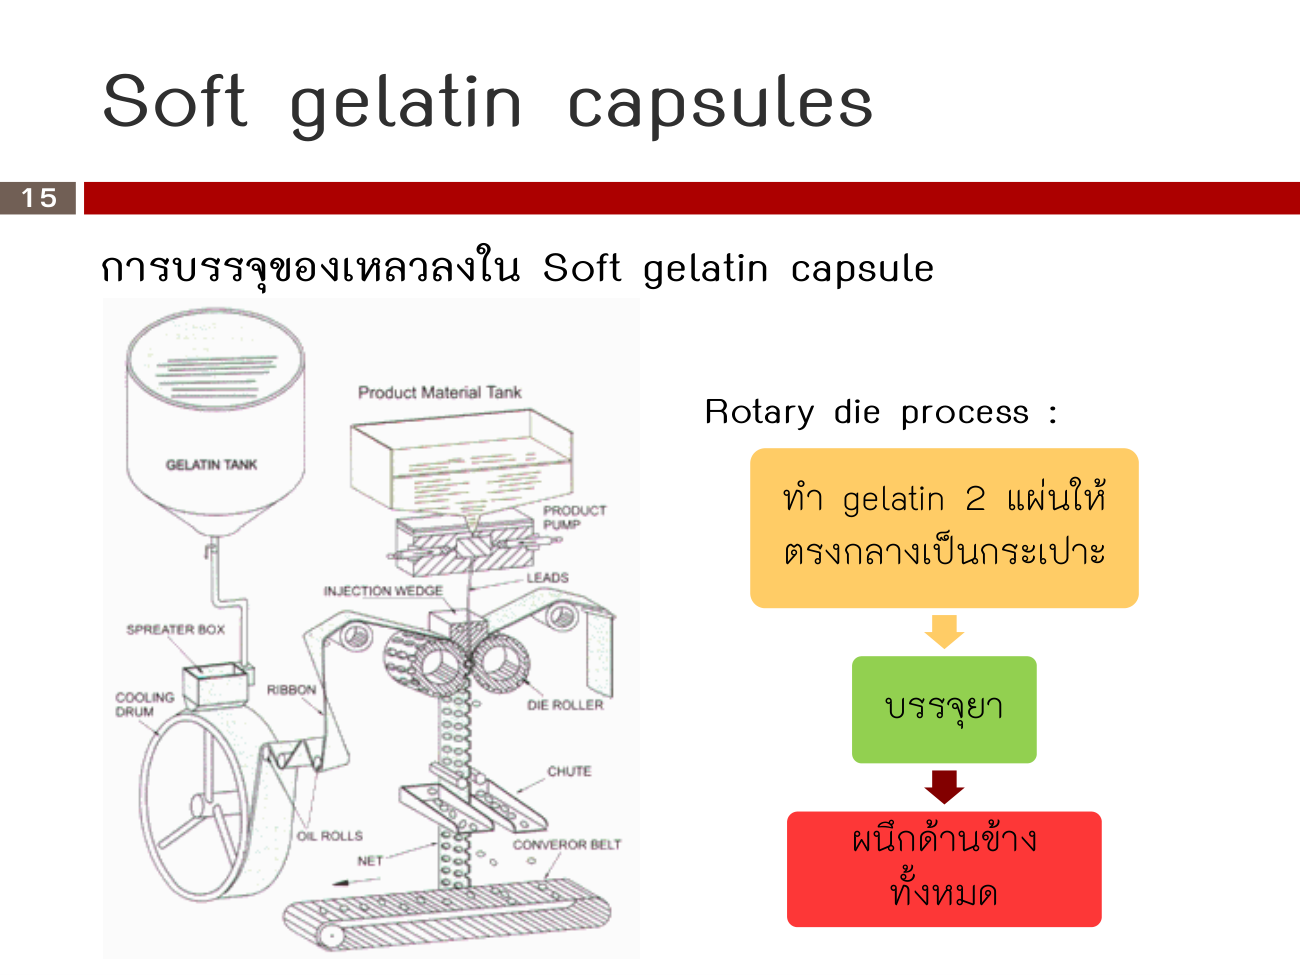 Soft gelatin capsules
15
การบรรจุของเหลวลงใน Soft gelatin capsule
Product Material Tank
GELATIN TANK
PRODUCT
PUMP
LEADS
INJECTION WEDGE
SPREATER BOX
COOLING
DRUM
RIBBON
DIE ROLLER
CHUTE
OIL ROLLS
NET
CONVEROR BELT
Rotary die process :
ทำ gelatin 2 แผ่นให้
ตรงกลางเป็นกระเปาะ
บรรจุยา
ผนึกด้านข้าง
ทั้งหมด